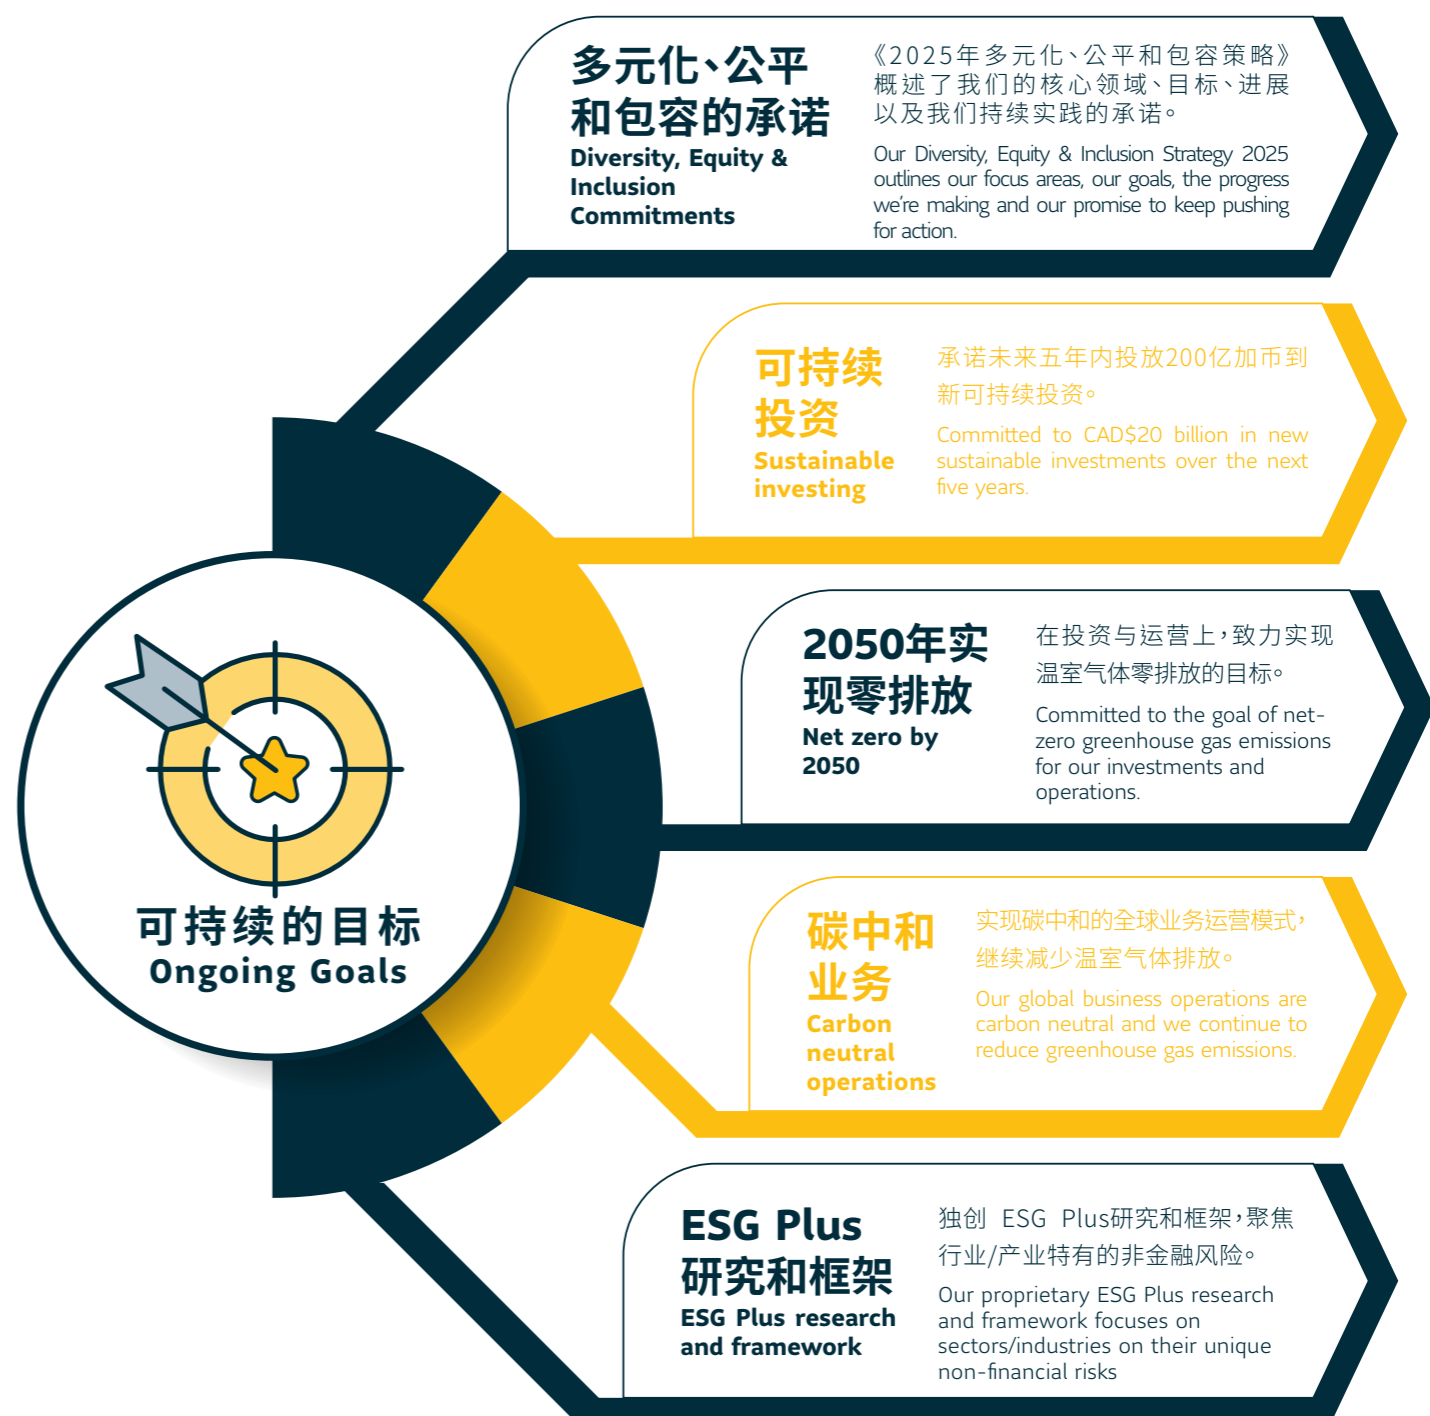 多元化、公平
和包容的承诺
Diversity, Equity &
Inclusion
Commitments
《2025年多元化、公平和包容策略》
概述了我们的核心领域、目标、进展
以及我们持续实践的承诺。
Our Diversity, Equity & Inclusion Strategy 2025
outlines our focus areas, our goals, the progress
we're making and our promise to keep pushing
for action.
可持续
投资
Sustainable
investing
承诺未来五年内投放200亿加币到
新可持续投资。
Committed to CAD$20 billion in new
sustainable investments over the next
five years.
2050年实
现零排放
Net zero by
2050
在投资与运营上，致力实现
温室气体零排放的目标。
Committed to the goal of net-
zero greenhouse gas emissions
for our investments and
operations.
可持续的目标
Ongoing Goals
碳中和
业务
Carbon
neutral
operations
实现碳中和的全球业务运营模式，
继续减少温室气体排放。
Our global business operations are
carbon neutral and we continue to
reduce greenhouse gas emissions.
ESG Plus
研究和框架
ESG Plus research
and framework
独创 ESG Plus研究和框架，聚焦
行业/产业特有的非金融风险。
Our proprietary ESG Plus research
and framework focuses on
sectors/industries on their unique
non-financial risks